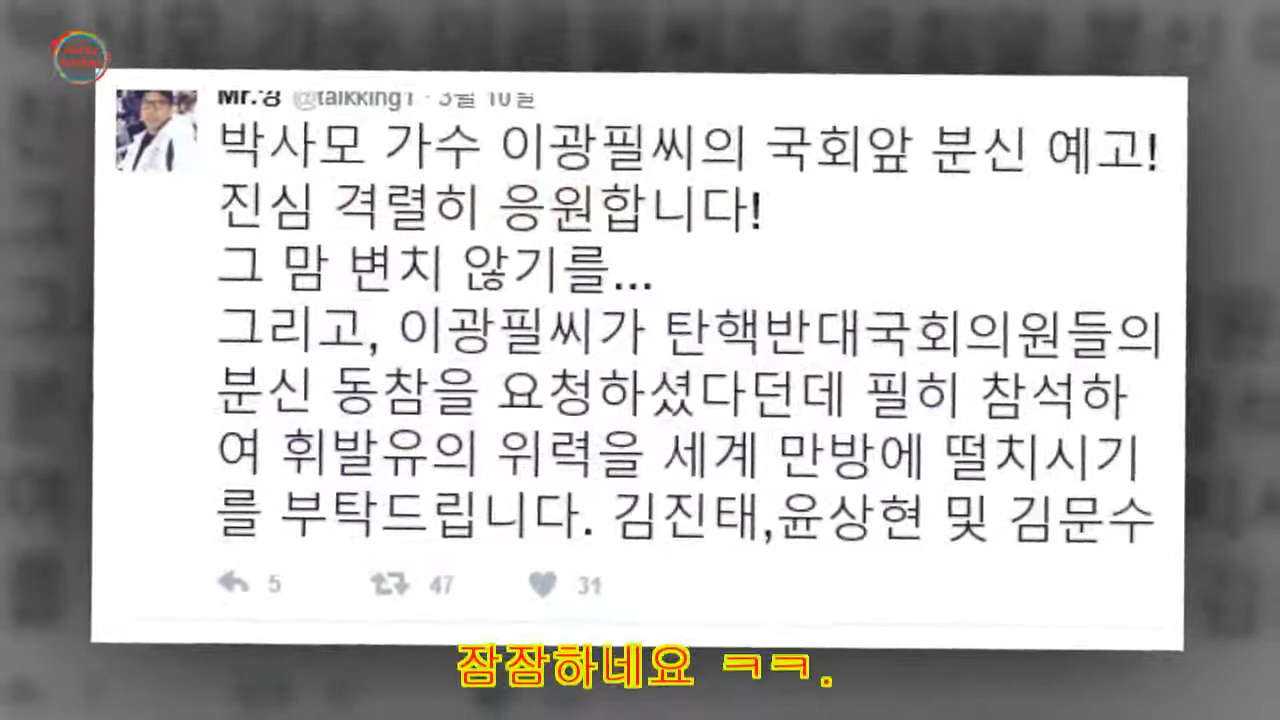 Mr.
@talkking1 · 3월 10일
박사모 가수 이광필씨의 국회앞 분신 예고!
진심 격렬히 응원합니다!
그 맘 변치 않기를...
그리고, 이광필씨가 탄핵반대국회의원들의
분신 동참을 요청하셨다던데 필히 참석하
여 휘발유의 위력을 세계 만방에 떨치시기
를 부탁드립니다. 김진태,윤상현 및 김문수
5 47 31
잠잠하네요 ㅋㅋ.